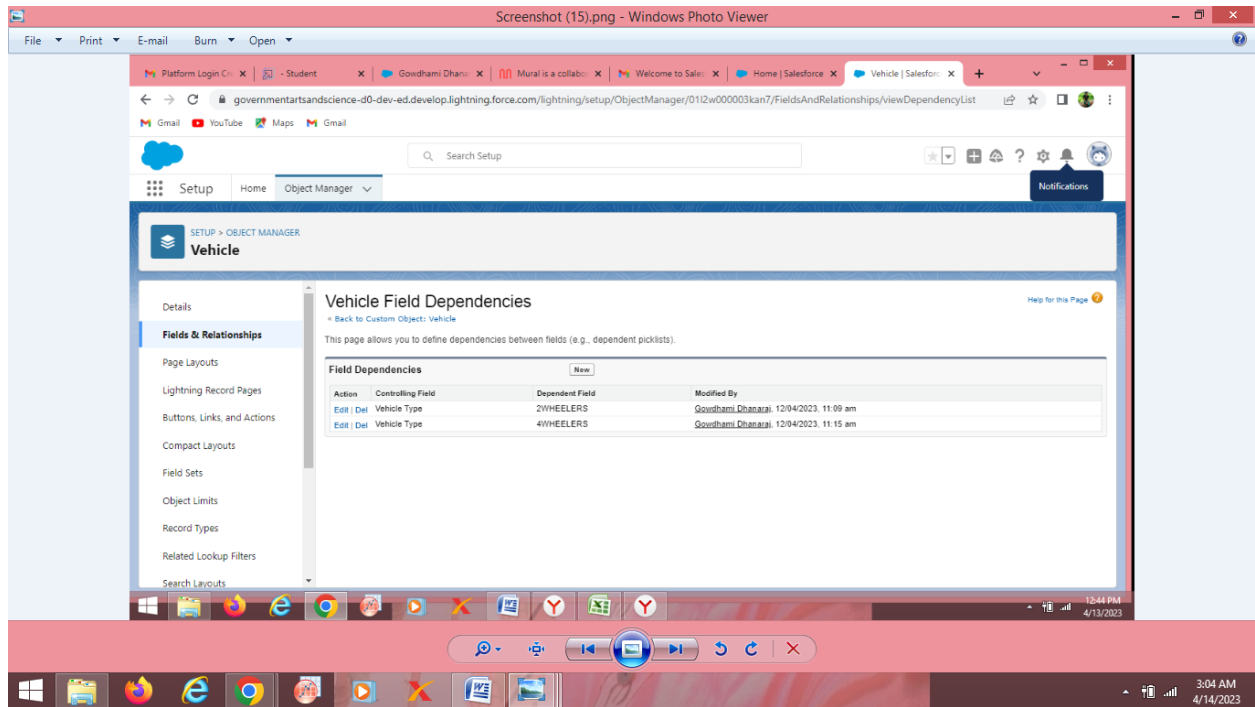 Screenshot (15).png - Windows Photo Viewer
File Print E-mail Burn Open
Platform Login Cr - Student Gowdhami Dhana Mural is a collabo Welcome to Sales Home | Salesforce Vehicle | Salesforc
governmentartsandscience-d0-dev-ed.develop.lightning.force.com/lightning/setup/ObjectManager/01I2w000003kan7/FieldsAndRelationships/viewDependencyList
Gmail YouTube Maps Gmail
Search Setup
Setup Home Object Manager
Notifications
SETUP > OBJECT MANAGER
Vehicle
Details
Fields & Relationships
Page Layouts
Lightning Record Pages
Buttons, Links, and Actions
Compact Layouts
Field Sets
Object Limits
Record Types
Related Lookup Filters
Search Layouts
Vehicle Field Dependencies
Help for this Page
« Back to Custom Object: Vehicle
This page allows you to define dependencies between fields (e.g., dependent picklists).
Field Dependencies New
Action Controlling Field Dependent Field Modified By
Edit | Del Vehicle Type 2WHEELERS Gowdhami Dhanaraj, 12/04/2023, 11:09 am
Edit | Del Vehicle Type 4WHEELERS Gowdhami Dhanaraj, 12/04/2023, 11:15 am
12:44 PM
4/13/2023
3:04 AM
4/14/2023